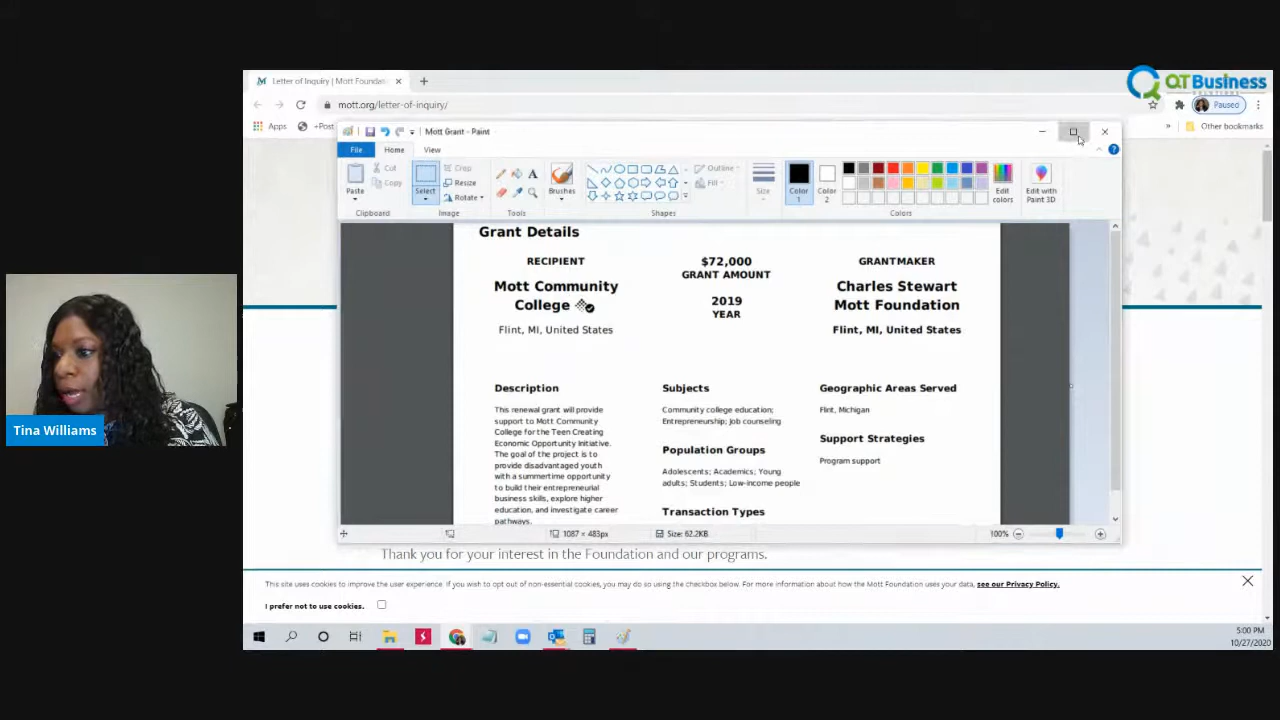 Letter of Inquiry | Mott Foundati
QTBusiness
SOLUTIONS
mott.org/letter-of-inquiry/
Paused
Apps
+Post
Other bookmarks
Mott Grant - Paint
File
Home
View
Paste
Cut
Copy
Clipboard
Select
Crop
Resize
Rotate
Image
Tools
Brushes
Shapes
Outline
Fill
Size
Color 1
Color 2
Colors
Edit colors
Edit with Paint 3D
Grant Details
RECIPIENT
Mott Community
College
Flint, MI, United States
$72,000
GRANT AMOUNT
2019
YEAR
GRANTMAKER
Charles Stewart
Mott Foundation
Flint, MI, United States
Description
This renewal grant will provide
support to Mott Community
College for the Teen Creating
Economic Opportunity Initiative.
The goal of the project is to
provide disadvantaged youth
with a summertime opportunity
to build their entrepreneurial
business skills, explore higher
education, and investigate career
pathways.
Subjects
Community college education;
Entrepreneurship; Job counseling
Population Groups
Adolescents; Academics; Young
adults; Students; Low-income people
Transaction Types
Geographic Areas Served
Flint, Michigan
Support Strategies
Program support
1087 × 483px
Size: 62.2KB
100%
Thank you for your interest in the Foundation and our programs.
This site uses cookies to improve the user experience. If you wish to opt out of non-essential cookies, you may do so using the checkbox below. For more information about how the Mott Foundation uses your data, see our Privacy Policy.
I prefer not to use cookies.
5:00 PM
10/27/2020
Tina Williams